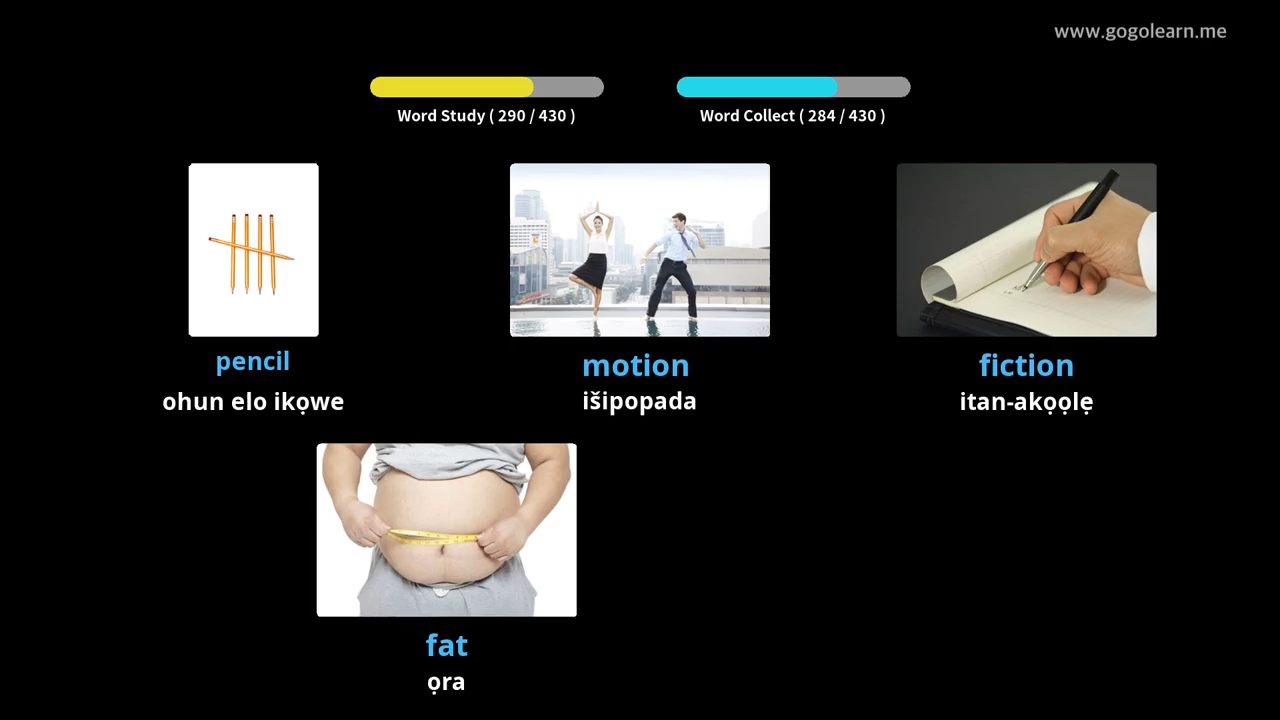 www.gogolearn.me
Word Study ( 290 / 430 )
Word Collect ( 284 / 430 )
pencil
ohun elo ikọwe
motion
išipopada
fiction
itan-akọọlẹ
fat
ọra